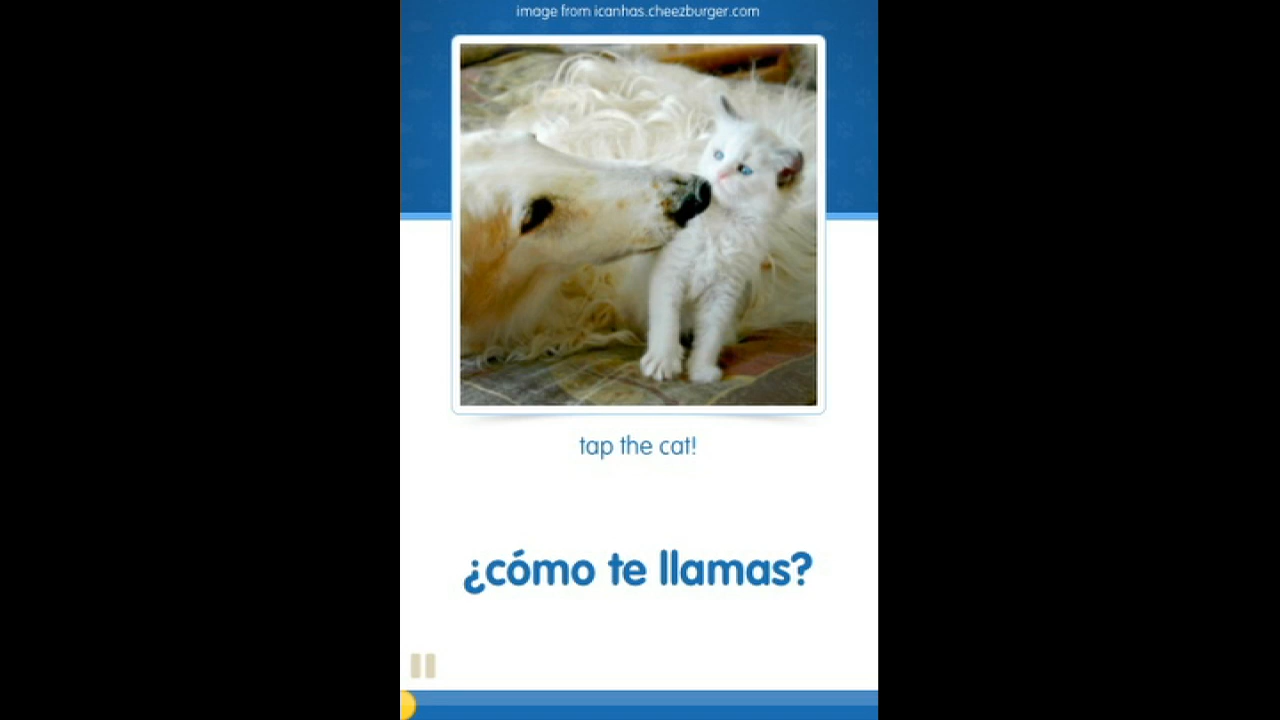 image from icanhas.cheezburger.com
tap the cat!
¿cómo te llamas?